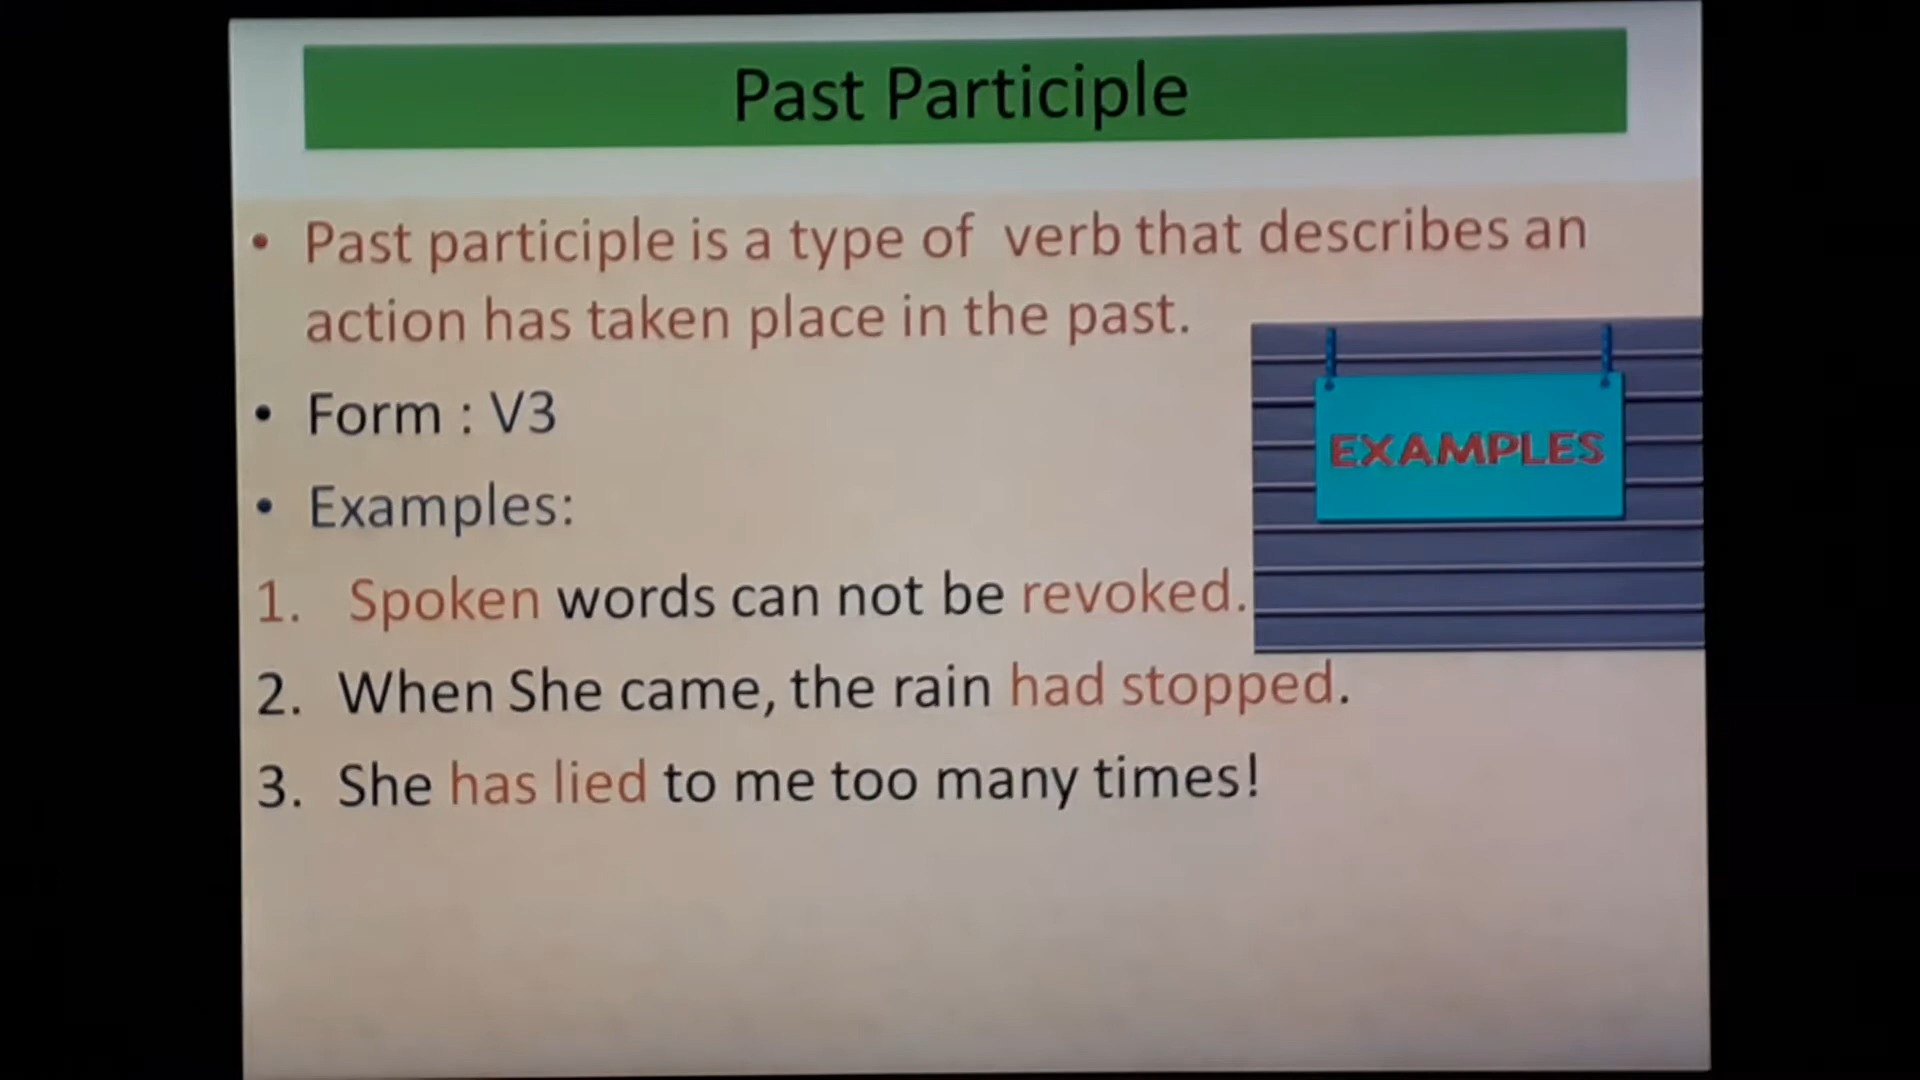 Past Participle
• Past participle is a type of verb that describes an
action has taken place in the past.
• Form : V3
• Examples:
EXAMPLES
1. Spoken words can not be revoked.
2. When She came, the rain had stopped.
3. She has lied to me too many times!